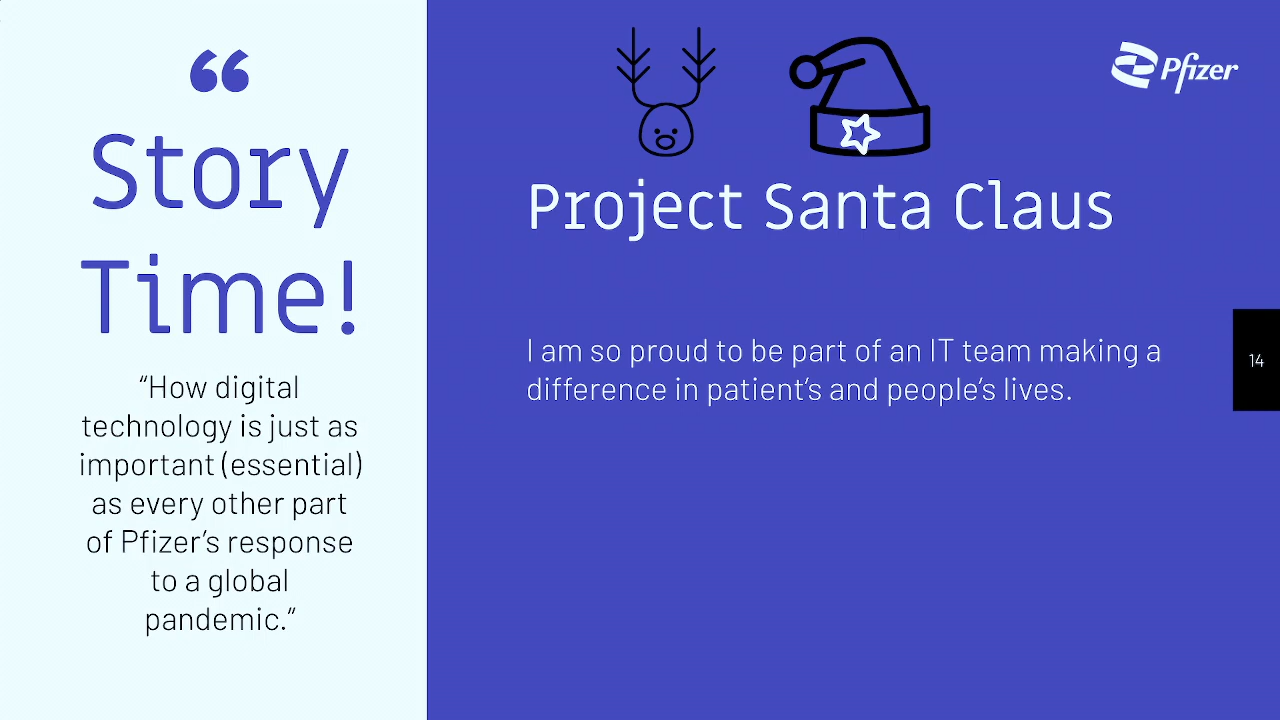 “
Story
Time!
“How digital
technology is just as
important (essential)
as every other part
of Pfizer’s response
to a global
pandemic.”
Pfizer
Project Santa Claus
I am so proud to be part of an IT team making a
difference in patient’s and people’s lives.
14